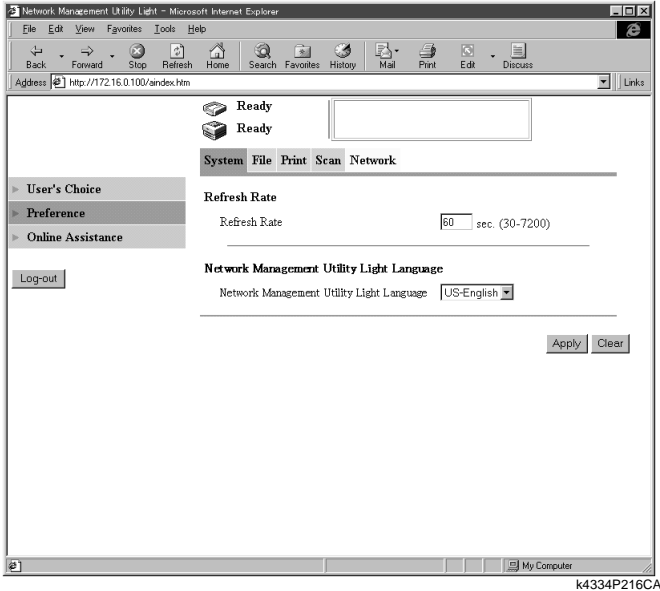 Network Management Utility Light - Microsoft Internet Explorer
File Edit View Favorites Tools Help
Back Forward Stop Refresh Home Search Favorites History Mail Print Edit Discuss
Address http://172.16.0.100/aindex.htm Links
Ready
Ready
System File Print Scan Network
User's Choice
Preference
Online Assistance
Log-out
Refresh Rate
Refresh Rate 60 sec. (30-7200)
Network Management Utility Light Language
Network Management Utility Light Language US-English
Apply Clear
My Computer
k4334P216CA